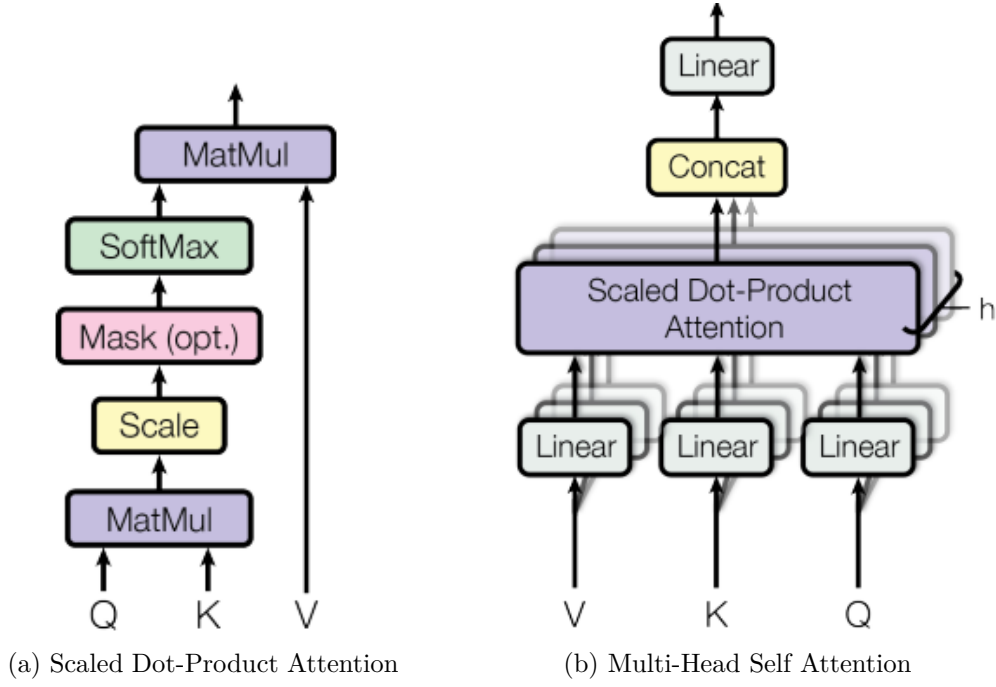 MatMul
SoftMax
Mask (opt.)
Scale
MatMul
Q K V
(a) Scaled Dot-Product Attention
Linear
Concat
Scaled Dot-Product
Attention
h
Linear Linear Linear
V K Q
(b) Multi-Head Self Attention